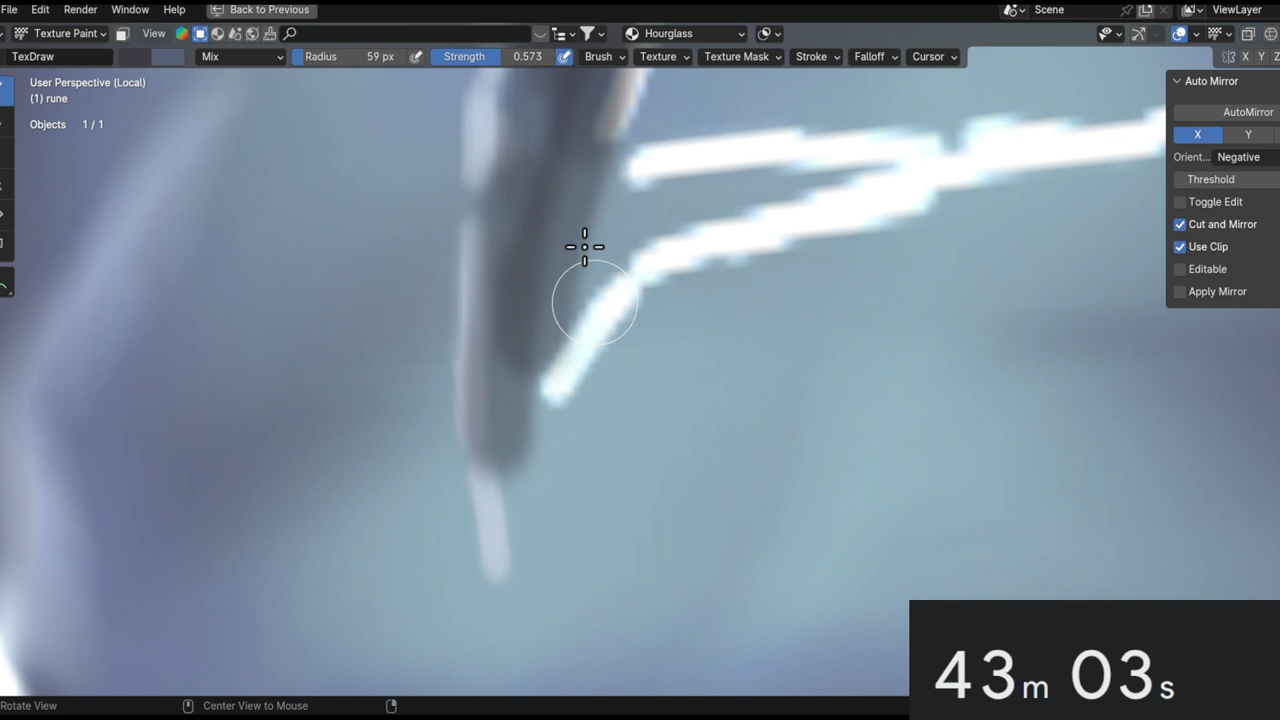 File Edit Render Window Help Back to Previous Scene ViewLayer
Texture Paint View Hourglass
TexDraw Mix Radius 59 px Strength 0.573 Brush Texture Texture Mask Stroke Falloff Cursor X Y Z
User Perspective (Local)
(1) rune
Objects 1 / 1
Auto Mirror
AutoMirror
X Y
Orient... Negative
Threshold
Toggle Edit
Cut and Mirror
Use Clip
Editable
Apply Mirror
43m 03s
Rotate View Center View to Mouse